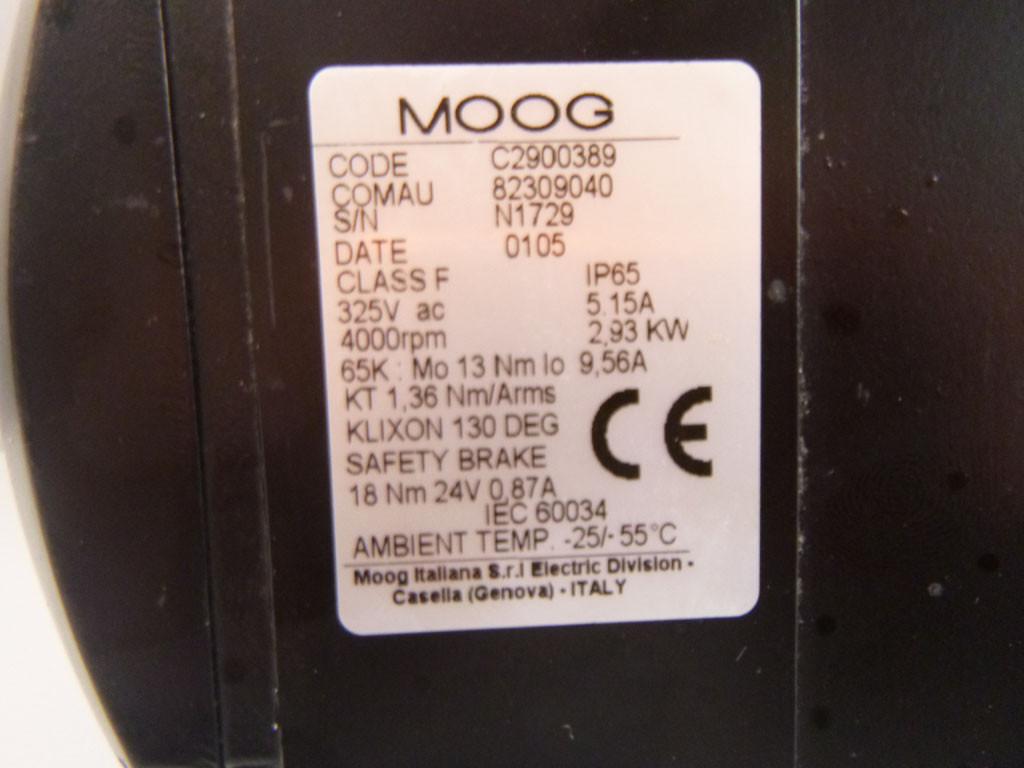 MOOG
CODE C2900389
COMAU 82309040
S/N N1729
DATE 0105
CLASS F IP65
325V ac 5.15A
4000rpm 2,93 KW
65K : Mo 13 Nm Io 9,56A
KT 1,36 Nm/Arms
KLIXON 130 DEG
SAFETY BRAKE
18 Nm 24V 0,87A
IEC 60034
AMBIENT TEMP. -25/- 55°C
CE
Moog Italiana S.r.l Electric Division -
Casella (Genova) - ITALY